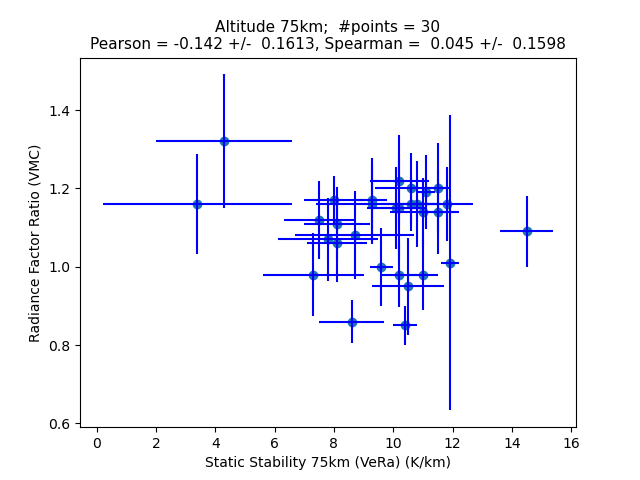 Altitude 75km;  #points = 30
Pearson = -0.142 +/-  0.1613, Spearman =  0.045 +/-  0.1598
1.4
1.2
1.0
0.8
0.6
Radiance Factor Ratio (VMC)
0 2 4 6 8 10 12 14 16
Static Stability 75km (VeRa) (K/km)